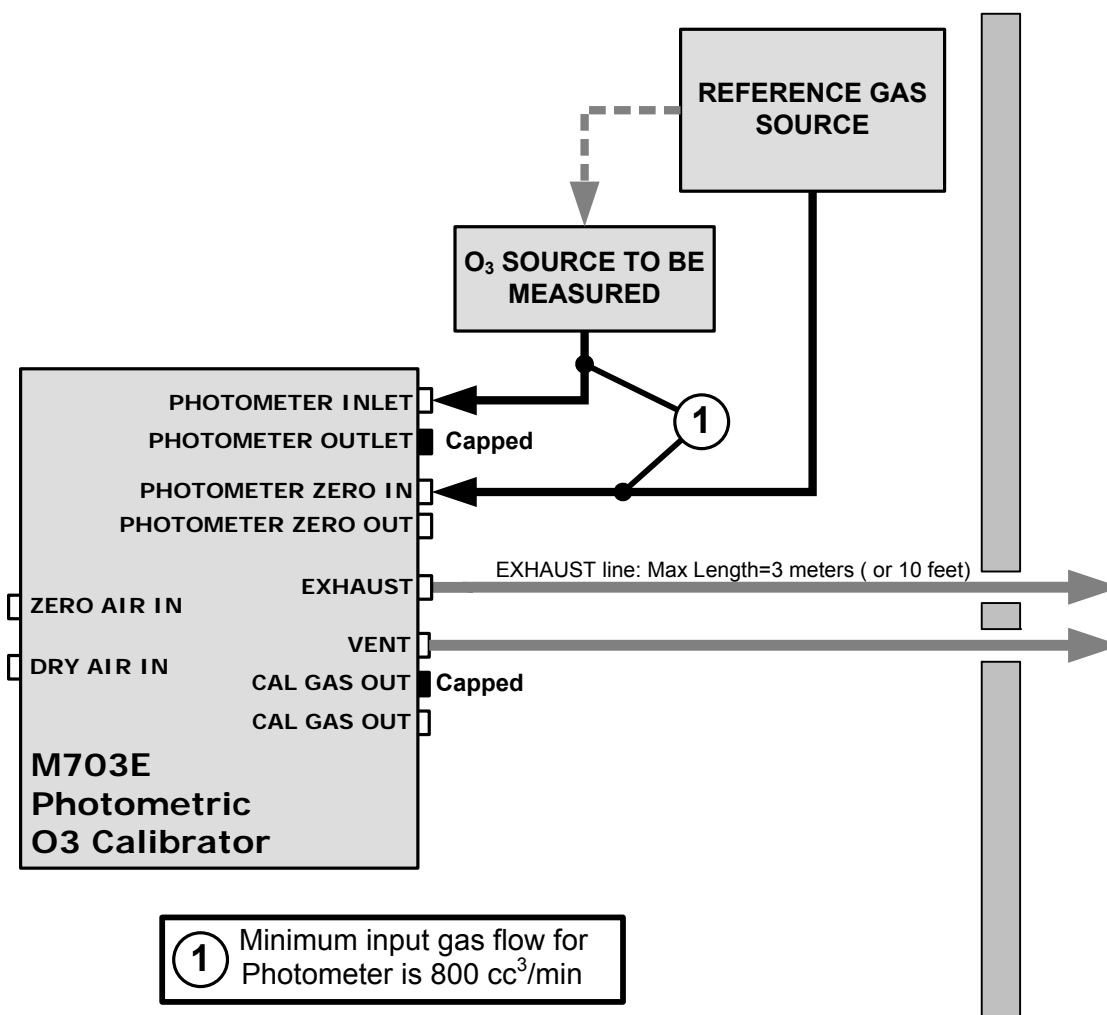 REFERENCE GAS
SOURCE
O₃ SOURCE TO BE
MEASURED
PHOTOMETER INLET
PHOTOMETER OUTLET
Capped
1
PHOTOMETER ZERO IN
PHOTOMETER ZERO OUT
EXHAUST
EXHAUST line: Max Length=3 meters ( or 10 feet)
ZERO AIR IN
VENT
DRY AIR IN
CAL GAS OUT
Capped
CAL GAS OUT
M703E
Photometric
O3 Calibrator
1
Minimum input gas flow for
Photometer is 800 cc³/min